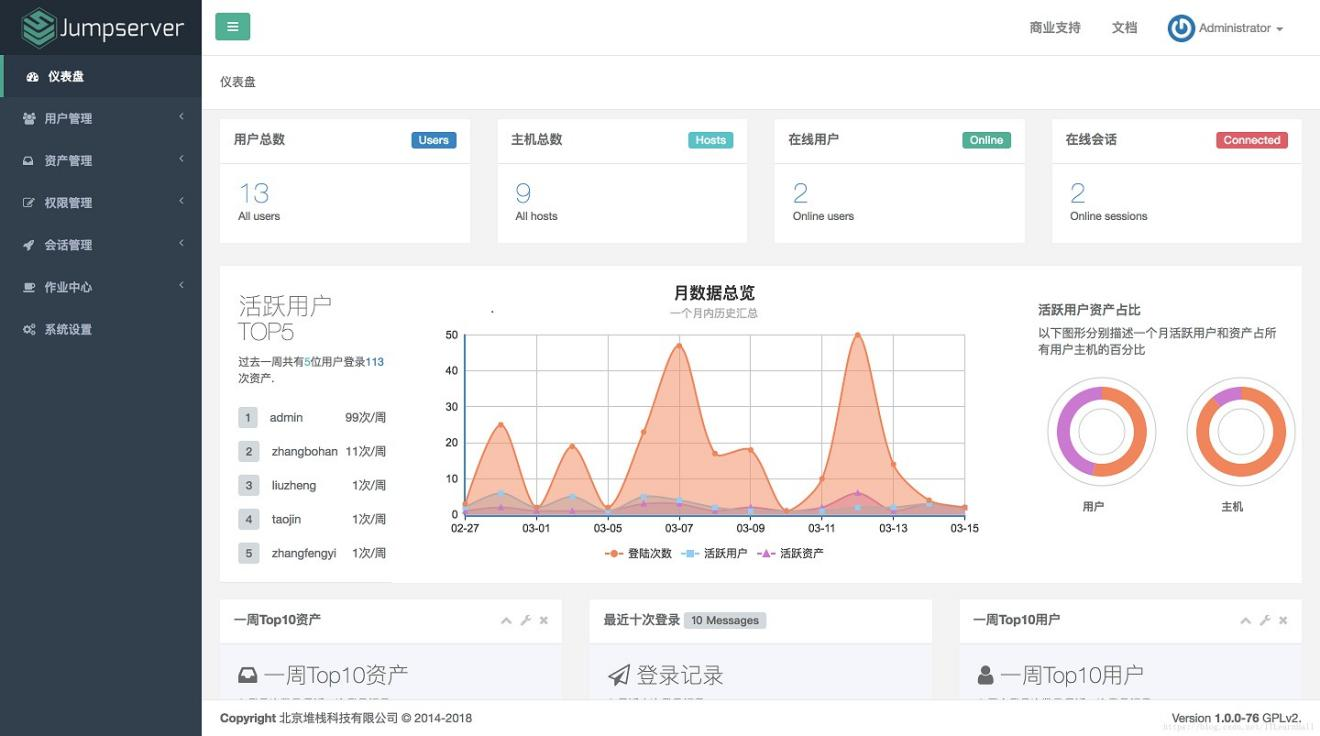 Jumpserver
商业支持 文档 Administrator
仪表盘
用户管理
资产管理
权限管理
会话管理
作业中心
系统设置
仪表盘
用户总数 Users
13
All users
主机总数 Hosts
9
All hosts
在线用户 Online
2
Online users
在线会话 Connected
2
Online sessions
活跃用户
TOP5
过去一周共有5位用户登录113
次资产.
1 admin 99次/周
2 zhangbohan 11次/周
3 liuzheng 1次/周
4 taojin 1次/周
5 zhangfengyi 1次/周
月数据总览
一个月内历史汇总
50
40
30
20
10
0
02-27 03-01 03-05 03-07 03-09 03-11 03-13 03-15
登陆次数 活跃用户 活跃资产
活跃用户资产占比
以下图形分别描述一个月活跃用户和资产占所
有用户主机的百分比
用户 主机
一周Top10资产
一周Top10资产
最近十次登录 10 Messages
登录记录
一周Top10用户
一周Top10用户
Copyright 北京堆栈科技有限公司 © 2014-2018
Version 1.0.0-76 GPLv2.